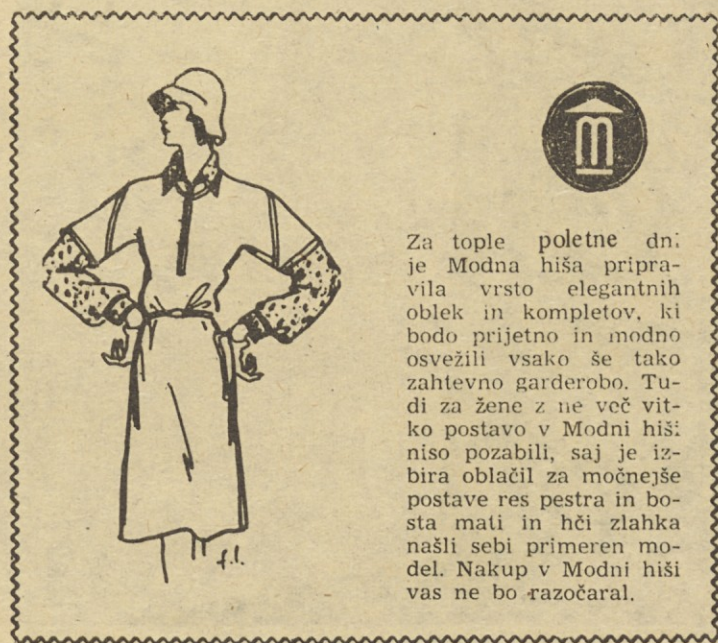 m
Za tople poletne dni
je Modna hiša pripra-
vila vrsto elegantnih
oblek in kompletov, ki
bodo prijetno in modno
osvežili vsako še tako
zahtevno garderobo. Tu-
di za žene z ne več vit-
ko postavo v Modni hiši
niso pozabili, saj je iz-
bira oblačil za močnejše
postave res pestra in bo-
sta mati in hči zlahka
našli sebi primeren mo-
del. Nakup v Modni hiši
vas ne bo razočaral.
f.l.